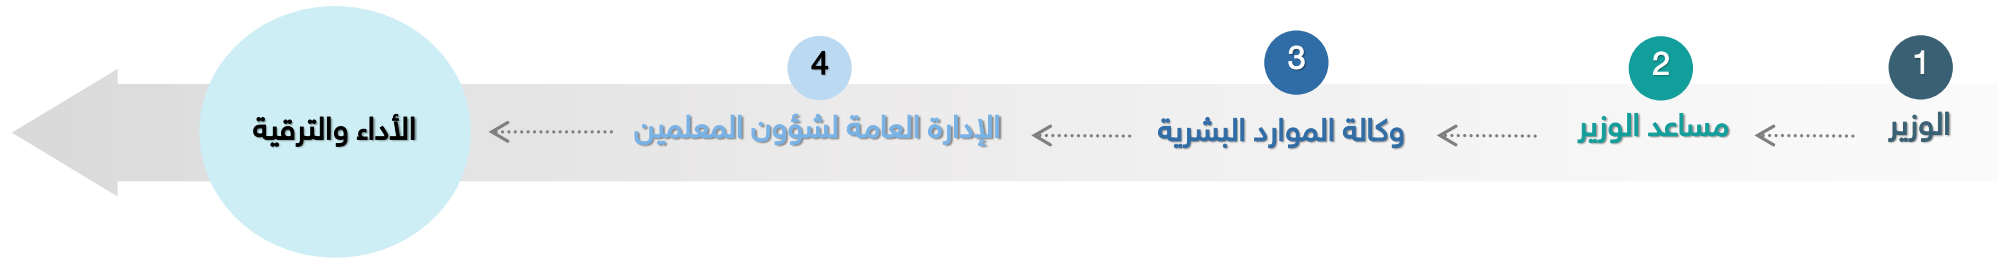 1
الوزير
2
مساعد الوزير
3
وكالة الموارد البشرية
4
الإدارة العامة لشؤون المعلمين
الأداء والترقية